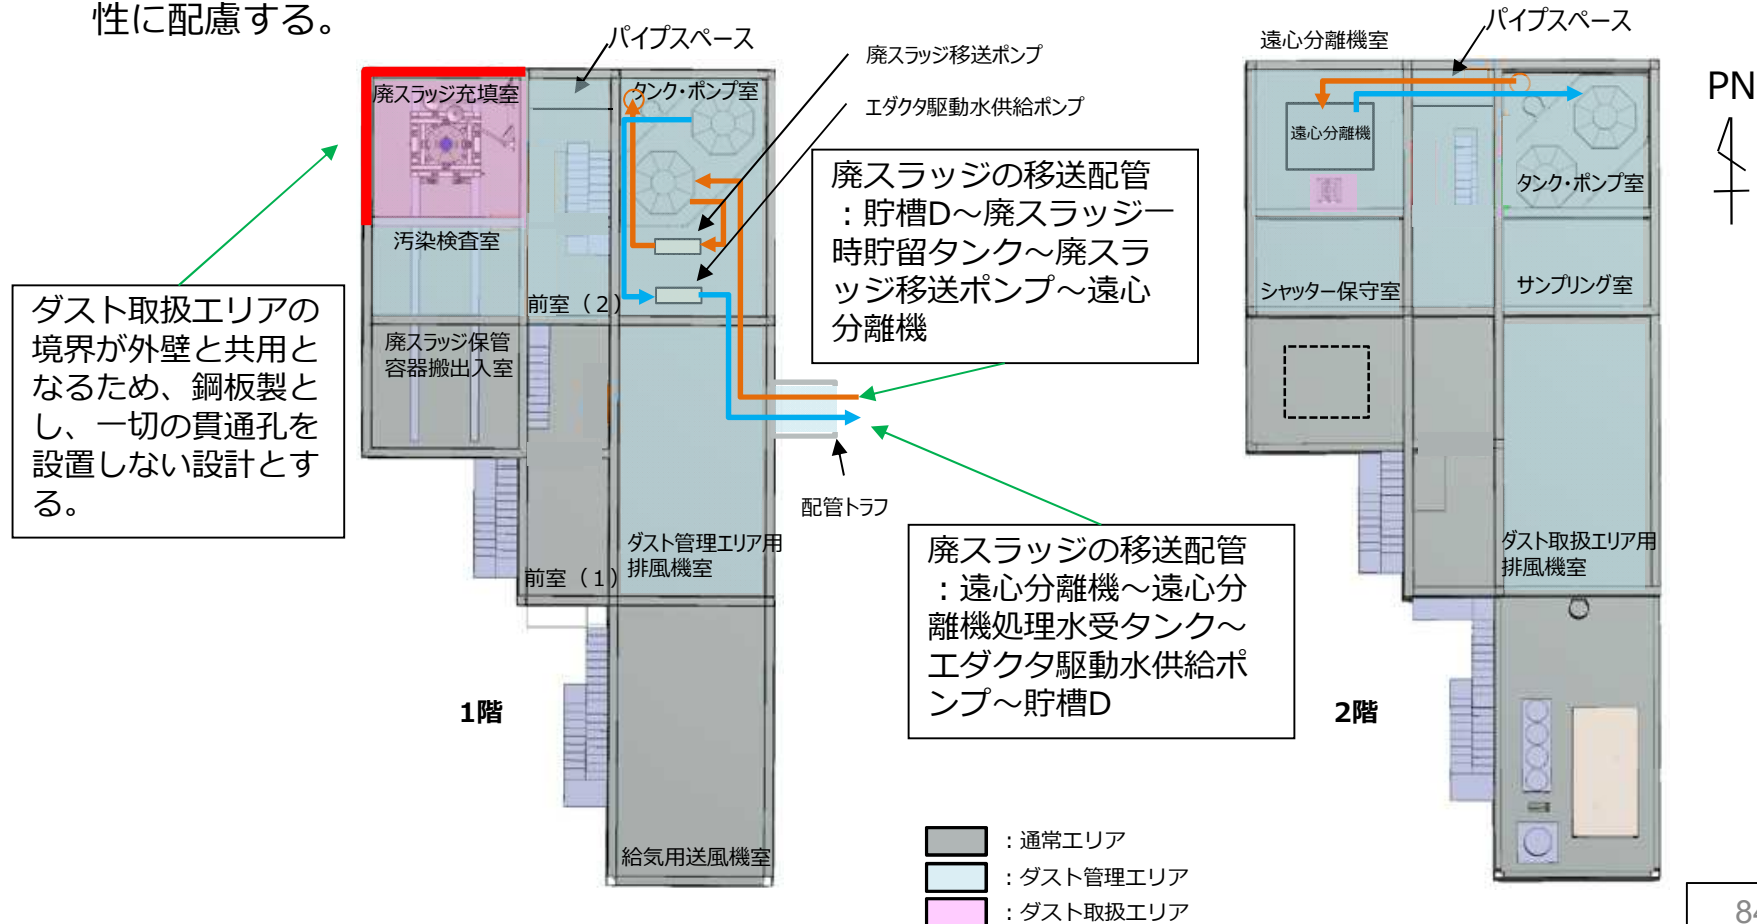 性に配慮する。
パイプスペース
廃スラッジ移送ポンプ
エダクタ駆動水供給ポンプ
廃スラッジ充填室
タンク・ポンプ室
汚染検査室
前室（2）
廃スラッジ保管
容器搬出入室
ダスト管理エリア用
排風機室
前室（1）
給気用送風機室
1階
ダスト取扱エリアの
境界が外壁と共用と
なるため、鋼板製と
し、一切の貫通孔を
設置しない設計とす
る。
廃スラッジの移送配管
：貯槽D～廃スラッジ一
時貯留タンク～廃スラ
ッジ移送ポンプ～遠心
分離機
配管トラフ
廃スラッジの移送配管
：遠心分離機～遠心分
離機処理水受タンク～
エダクタ駆動水供給ポ
ンプ～貯槽D
遠心分離機室
パイプスペース
PN
遠心分離機
タンク・ポンプ室
シャッター保守室
サンプリング室
ダスト取扱エリア用
排風機室
2階
：通常エリア
：ダスト管理エリア
：ダスト取扱エリア